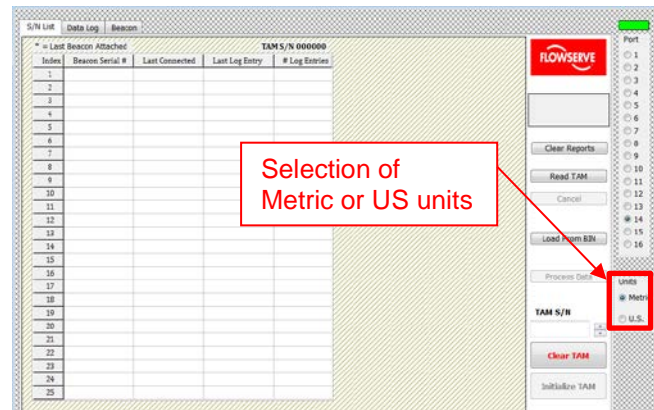 S/N List Data Log Beacon
* = Last Beacon Attached TAM S/N 000000
Index Beacon Serial # Last Connected Last Log Entry # Log Entries
1
2
3
4
5
6
7
8
9
10
11
12
13
14
15
16
17
18
19
20
21
22
23
24
25
Selection of
Metric or US units
FLOWSERVE
Clear Reports
Read TAM
Cancel
Load From BIN
Process Data
TAM S/N
Clear TAM
Initialize TAM
Port
1
2
3
4
5
6
7
8
9
10
11
12
13
14
15
16
Units
Metri
U.S.